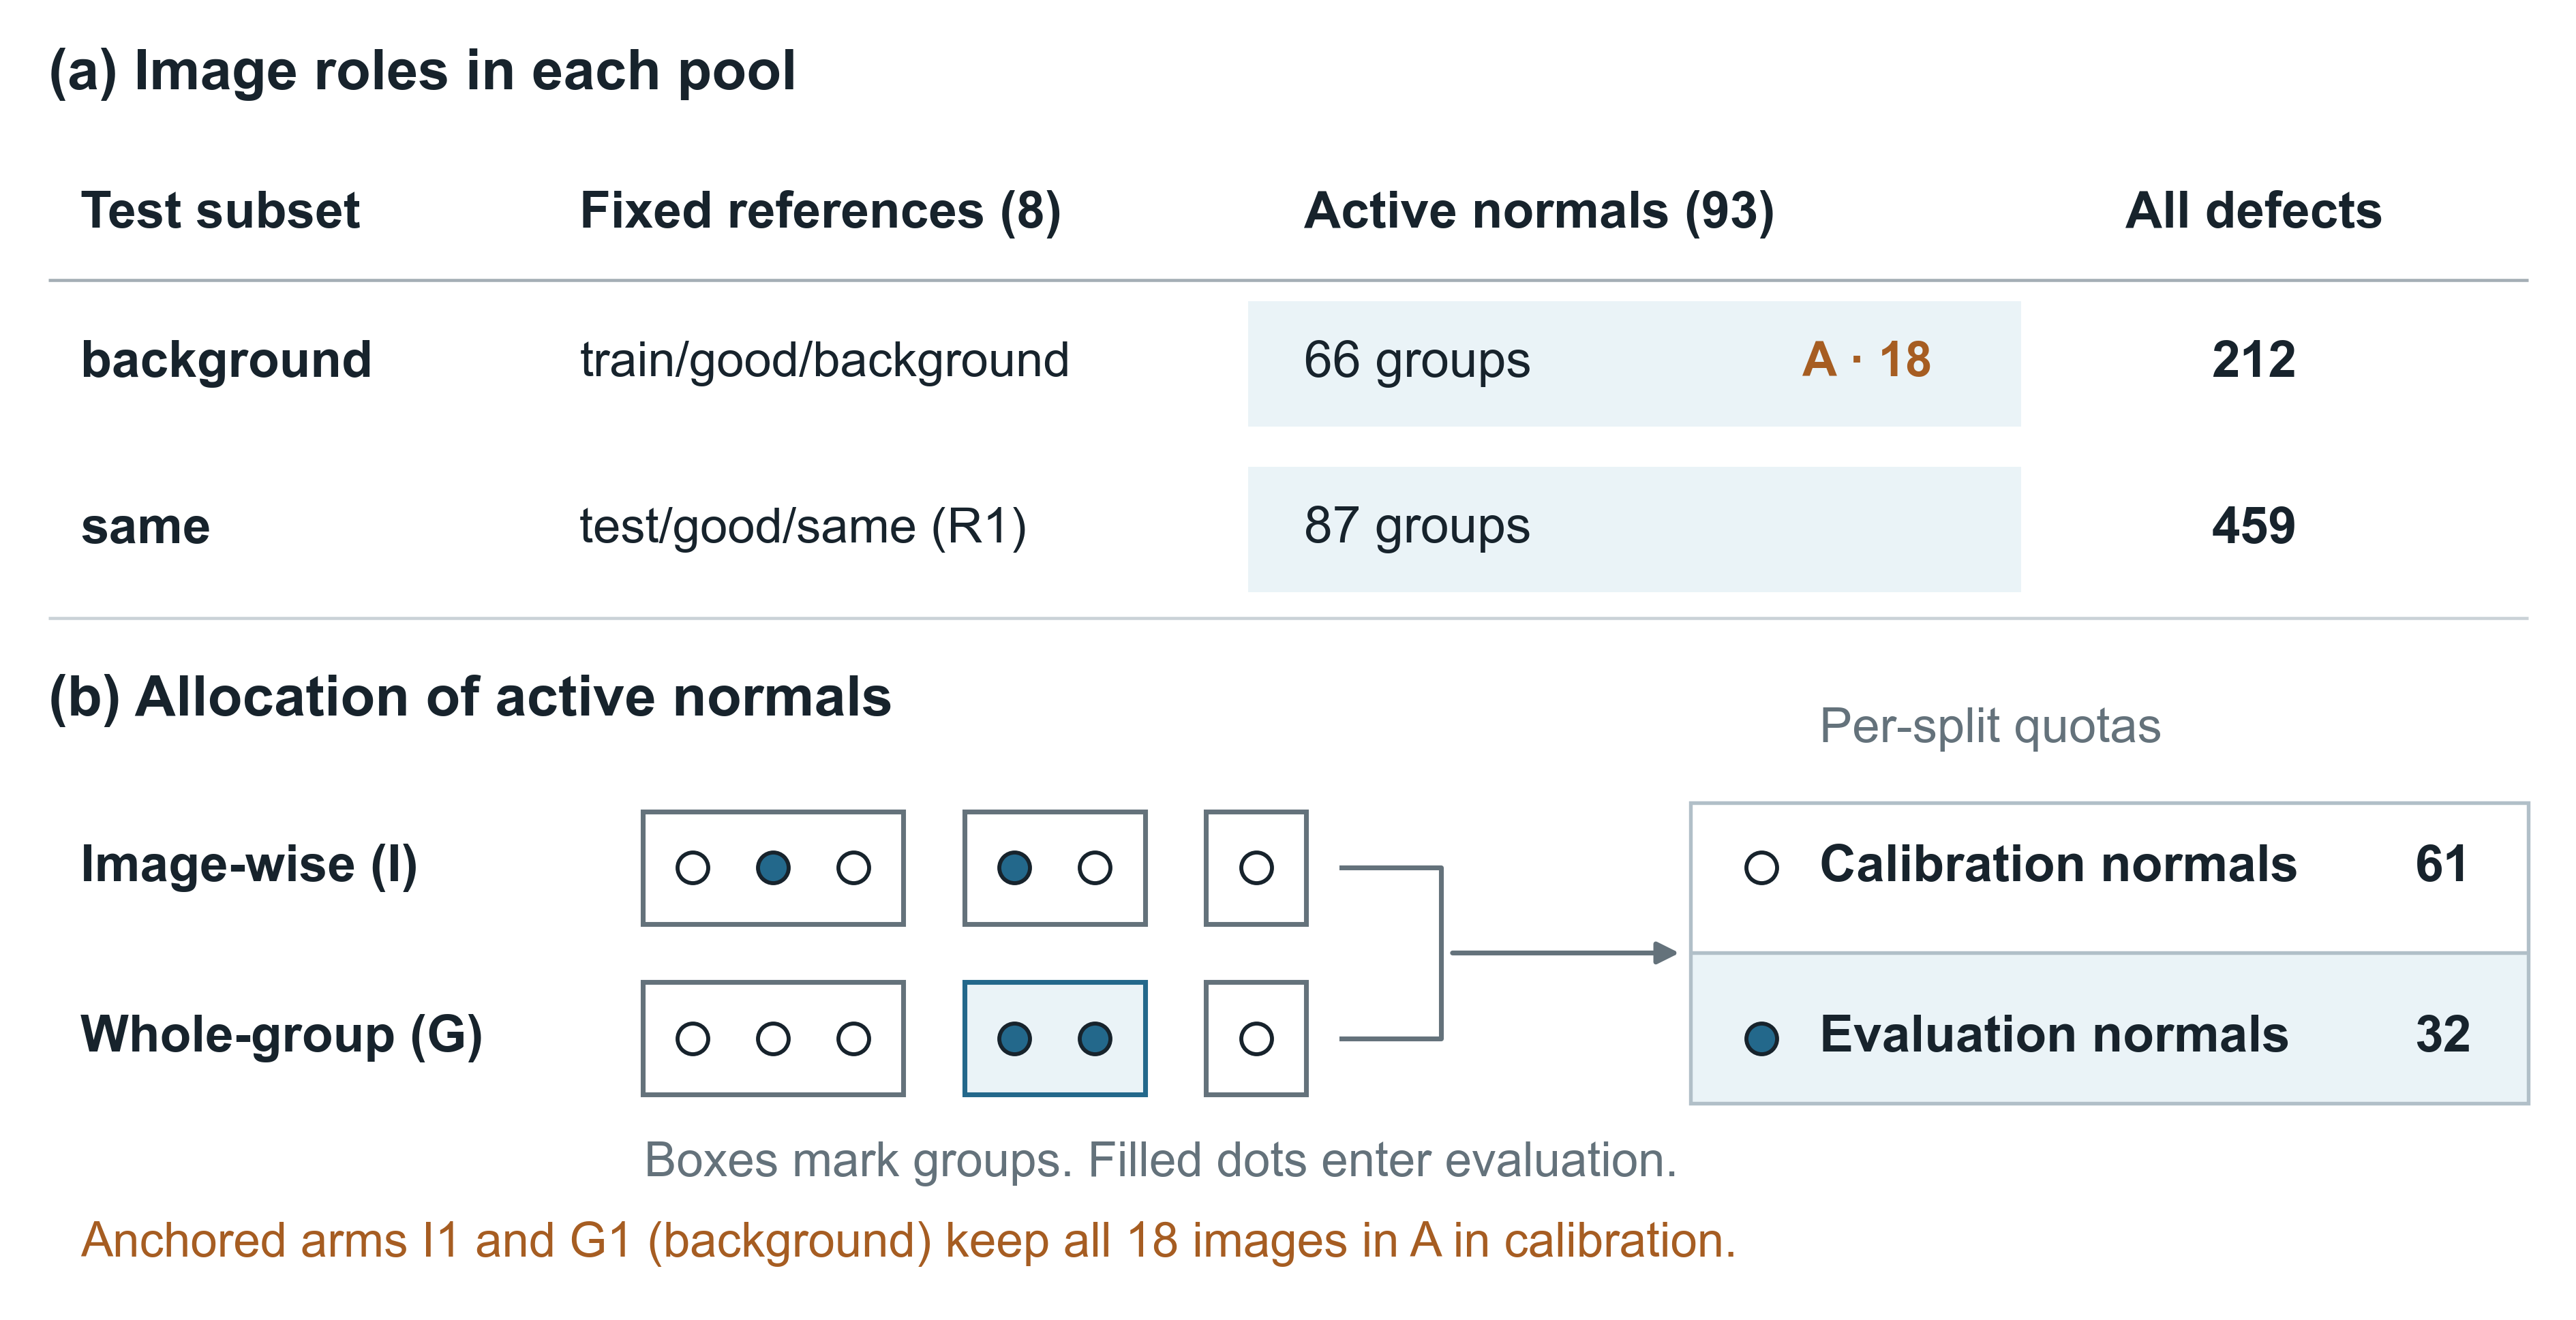 (a) Image roles in each pool
Test subset Fixed references (8) Active normals (93) All defects
background train/good/background 66 groups A · 18 212
same test/good/same (R1) 87 groups 459
(b) Allocation of active normals
Per-split quotas
Image-wise (I) Calibration normals 61
Whole-group (G) Evaluation normals 32
Boxes mark groups. Filled dots enter evaluation.
Anchored arms I1 and G1 (background) keep all 18 images in A in calibration.